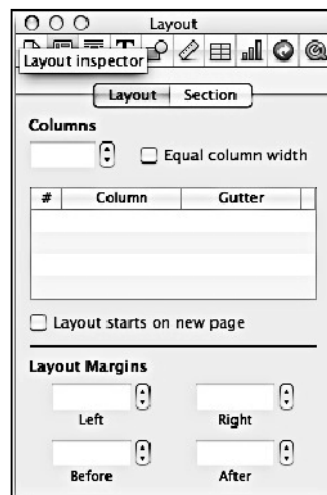 Layout
T
Layout inspector
Layout Section
Columns
Equal column width
# Column Gutter
Layout starts on new page
Layout Margins
Left Right
Before After